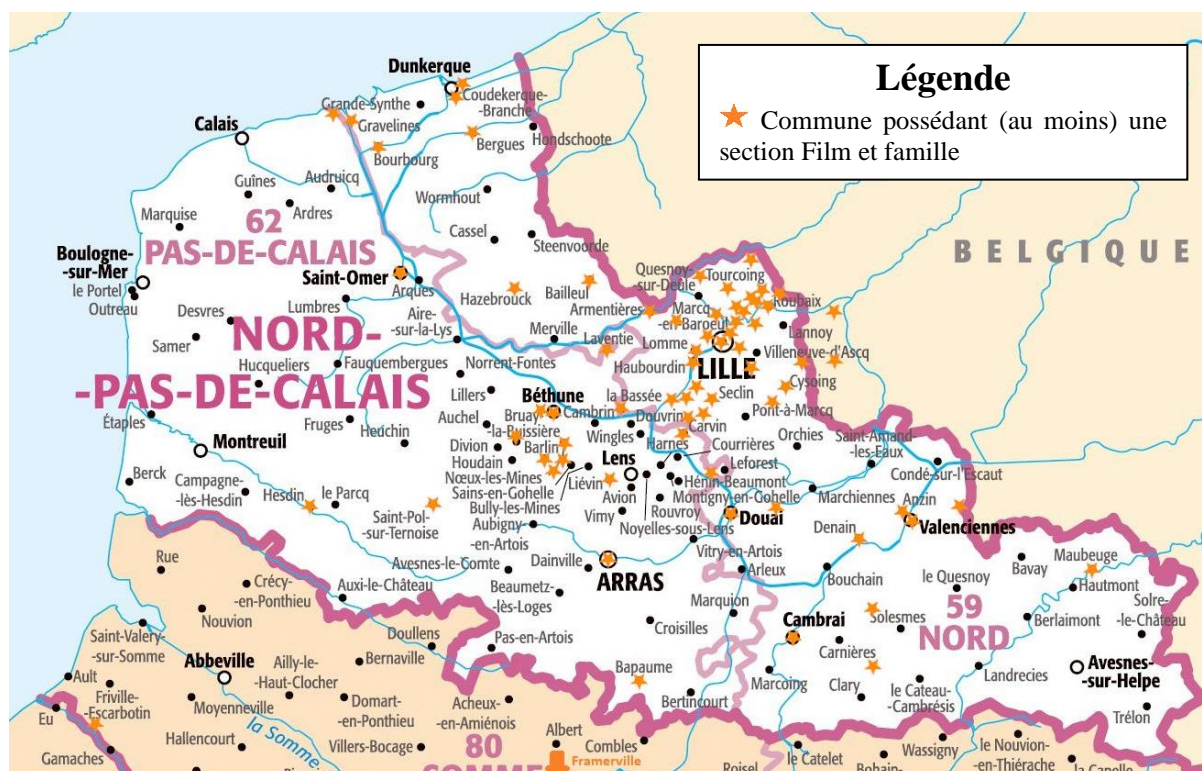 Légende
Commune possédant (au moins) une
section Film et famille
Dunkerque
Grande-Synthe
Coudekerque-
-Branche
Gravelines
Calais
Bourbourg
Bergues
Hondschoote
Guînes
Audruicq
Ardres
Wormhout
Marquise
62
PAS-DE-CALAIS
Cassel
Steenvoorde
BELGIQUE
Boulogne-
-sur-Mer
le Portel
Outreau
Saint-Omer
Arques
Lumbres
Hazebrouck
Bailleul
Quesnoy-
-sur-Deûle
Tourcoing
Armentières
Marcq
-en-Barœul
Roubaix
Desvres
Aire-
-sur-la-Lys
Merville
Laventie
Lomme
Lannoy
Samer
NORD-
-PAS-DE-CALAIS
Hucqueliers
Fauquembergues
Norrent-Fontes
Haubourdin
LILLE
Villeneuve-d'Ascq
Cysoing
Lillers
Béthune
la Bassée
Seclin
Étaples
Fruges
Heuchin
Auchel
Bruay
-la-Buissière
Cambrin
Douvrin
Carvin
Pont-à-Marcq
Montreuil
Divion
Barlin
Wingles
Harnes
Courrières
Orchies
Saint-Amand-
-les-Eaux
Houdain
Lens
Leforest
Condé-sur-l'Escaut
Berck
Campagne-
-lès-Hesdin
Nœux-les-Mines
Liévin
Hénin-Beaumont
Hesdin
le Parcq
Sains-en-Gohelle
Avion
Montigny-en-Gohelle
Marchiennes
Anzin
Saint-Pol-
-sur-Ternoise
Bully-les-Mines
Vimy
Rouvroy
Douai
Valenciennes
Aubigny
-en-Artois
Noyelles-sous-Lens
Denain
Rue
Avesnes-le-Comte
Dainville
Vitry-en-Artois
Arleux
Bouchain
Bavay
Maubeuge
Crécy-
-en-Ponthieu
Auxi-le-Château
Beaumetz-
-lès-Loges
ARRAS
le Quesnoy
Hautmont
Nouvion
Marquion
Solesmes
59
NORD
Berlaimont
Solre-
-le-Château
Saint-Valery-
-sur-Somme
Doullens
Pas-en-Artois
Croisilles
Cambrai
Carnières
Abbeville
Ailly-le-
-Haut-Clocher
Bernaville
Bapaume
Marcoing
Clary
le Cateau-
-Cambrésis
Landrecies
Avesnes-
-sur-Helpe
Ault
Friville-
-Escarbotin
Moyenneville
Domart-
-en-Ponthieu
Acheux-
-en-Amiénois
Bertincourt
Trélon
Eu
la Somme
Hallencourt
Villers-Bocage
80
SOMME
Albert
Framerville
Combles
Gamaches
Roisel
le Catelet
Bohain-
Wassigny
le Nouvion-
-en-Thiérache
la Capelle